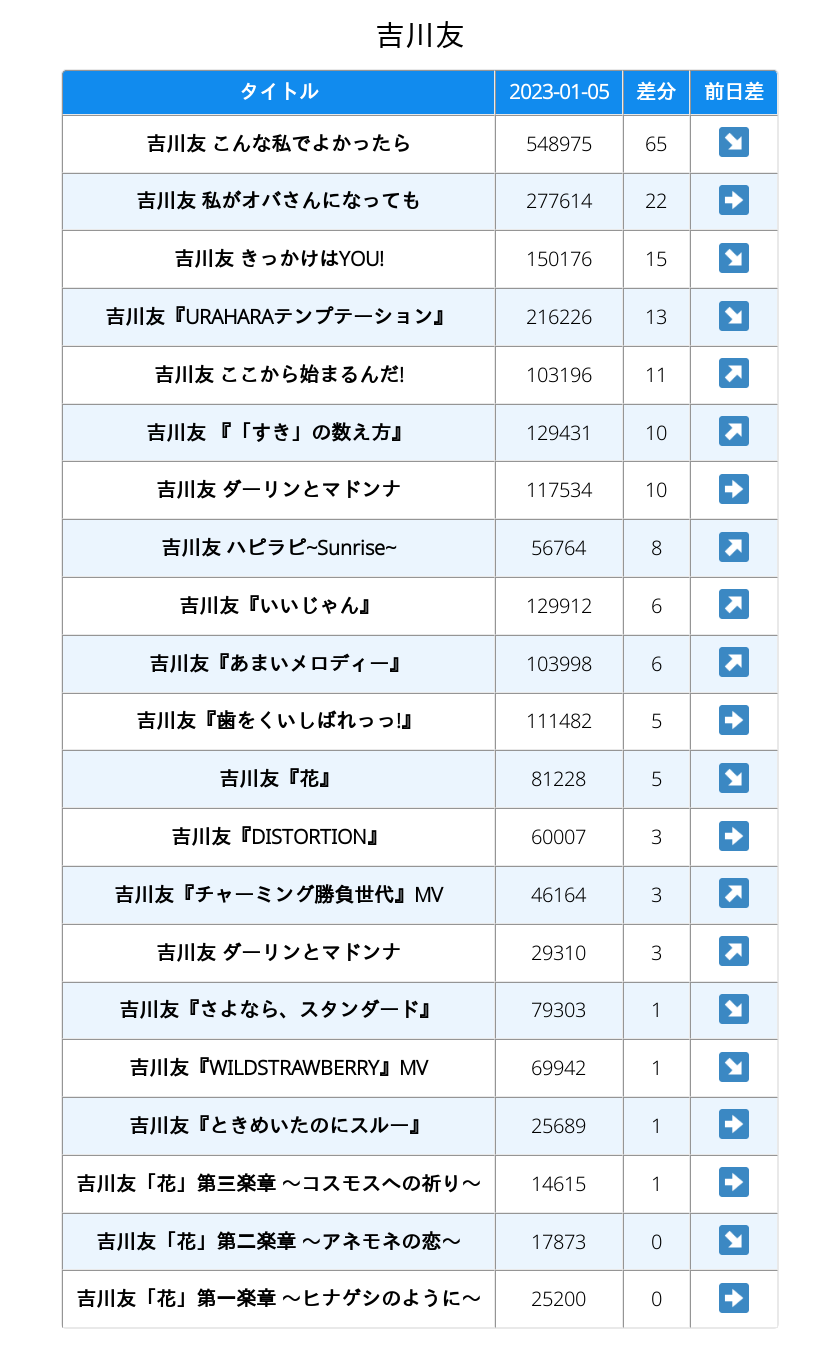 吉川友
タイトル 2023-01-05 差分 前日差
吉川友 こんな私でよかったら 548975 65 ↘
吉川友 私がオバさんになっても 277614 22 ➡
吉川友 きっかけはYOU! 150176 15 ↘
吉川友『URAHARAテンプテーション』 216226 13 ↘
吉川友 ここから始まるんだ! 103196 11 ↗
吉川友 『「すき」の数え方』 129431 10 ↗
吉川友 ダーリンとマドンナ 117534 10 ➡
吉川友 ハピラピ~Sunrise~ 56764 8 ↗
吉川友『いいじゃん』 129912 6 ↗
吉川友『あまいメロディー』 103998 6 ↗
吉川友『歯をくいしばれっっ!』 111482 5 ➡
吉川友『花』 81228 5 ↘
吉川友『DISTORTION』 60007 3 ➡
吉川友『チャーミング勝負世代』MV 46164 3 ↗
吉川友 ダーリンとマドンナ 29310 3 ↗
吉川友『さよなら、スタンダード』 79303 1 ↘
吉川友『WILDSTRAWBERRY』MV 69942 1 ↘
吉川友『ときめいたのにスルー』 25689 1 ➡
吉川友「花」第三楽章 〜コスモスへの祈り〜 14615 1 ➡
吉川友「花」第二楽章 〜アネモネの恋〜 17873 0 ↘
吉川友「花」第一楽章 〜ヒナゲシのように〜 25200 0 ➡